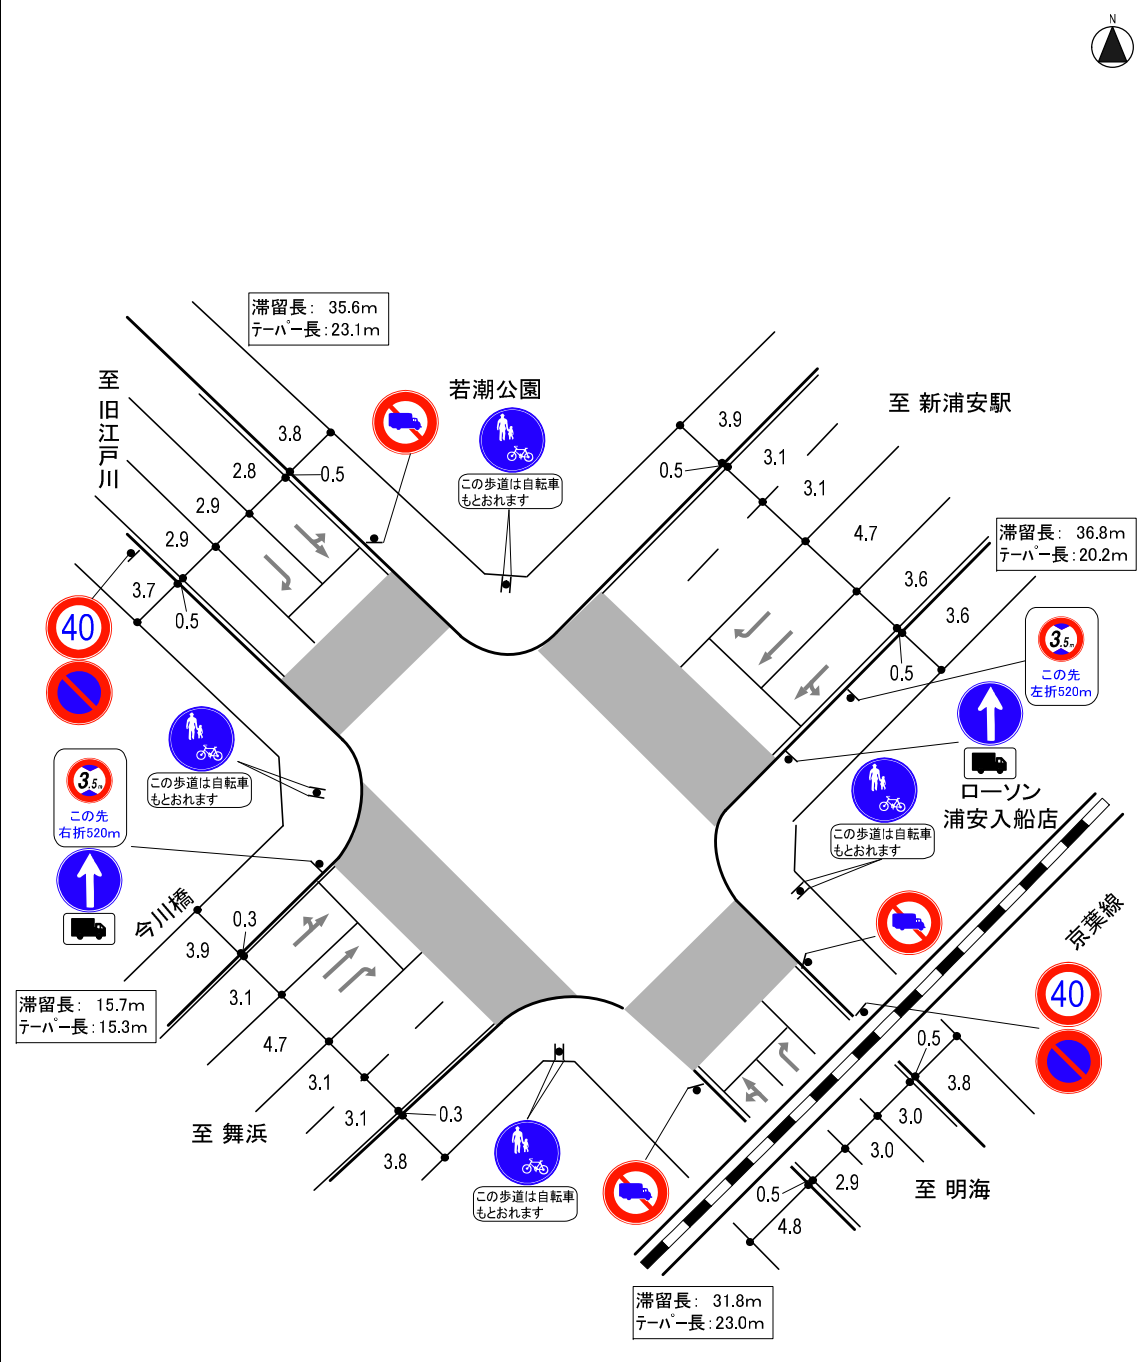 N
滞留長: 35.6m
テーパー長:23.1m
至
旧
江
戸
川
若潮公園
至 新浦安駅
この歩道は自転車
もとおれます
3.8
0.5
2.8
2.9
2.9
3.7
0.5
3.9
0.5
3.1
3.1
4.7
3.6
3.6
0.5
滞留長: 36.8m
テーパー長:20.2m
40
3.5m
この先
左折520m
この歩道は自転車
もとおれます
3.5m
この先
右折520m
ローソン
浦安入船店
この歩道は自転車
もとおれます
今川橋
京葉線
0.3
3.9
3.1
4.7
3.1
3.1
0.3
3.8
滞留長: 15.7m
テーパー長:15.3m
40
0.5
3.8
3.0
3.0
2.9
0.5
4.8
至 舞浜
この歩道は自転車
もとおれます
至 明海
滞留長: 31.8m
テーパー長:23.0m